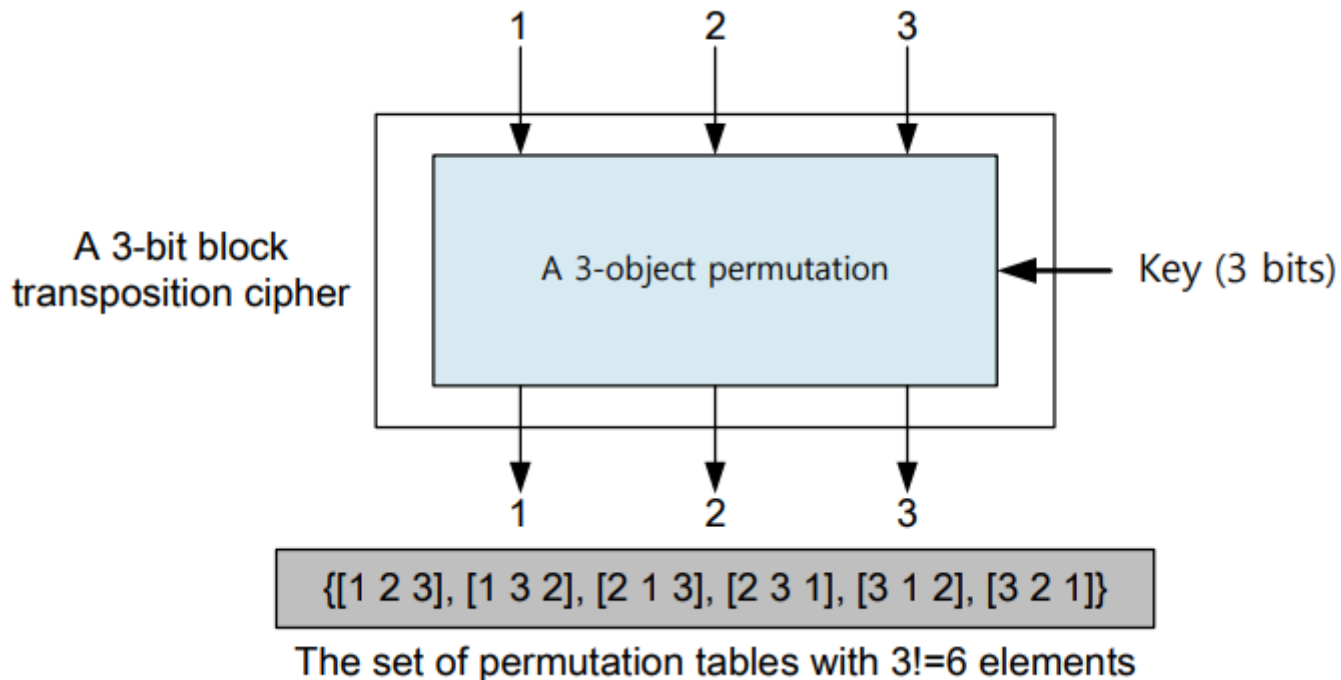 1 2 3
A 3-bit block
transposition cipher
A 3-object permutation
Key (3 bits)
1 2 3
{[1 2 3], [1 3 2], [2 1 3], [2 3 1], [3 1 2], [3 2 1]}
The set of permutation tables with 3!=6 elements